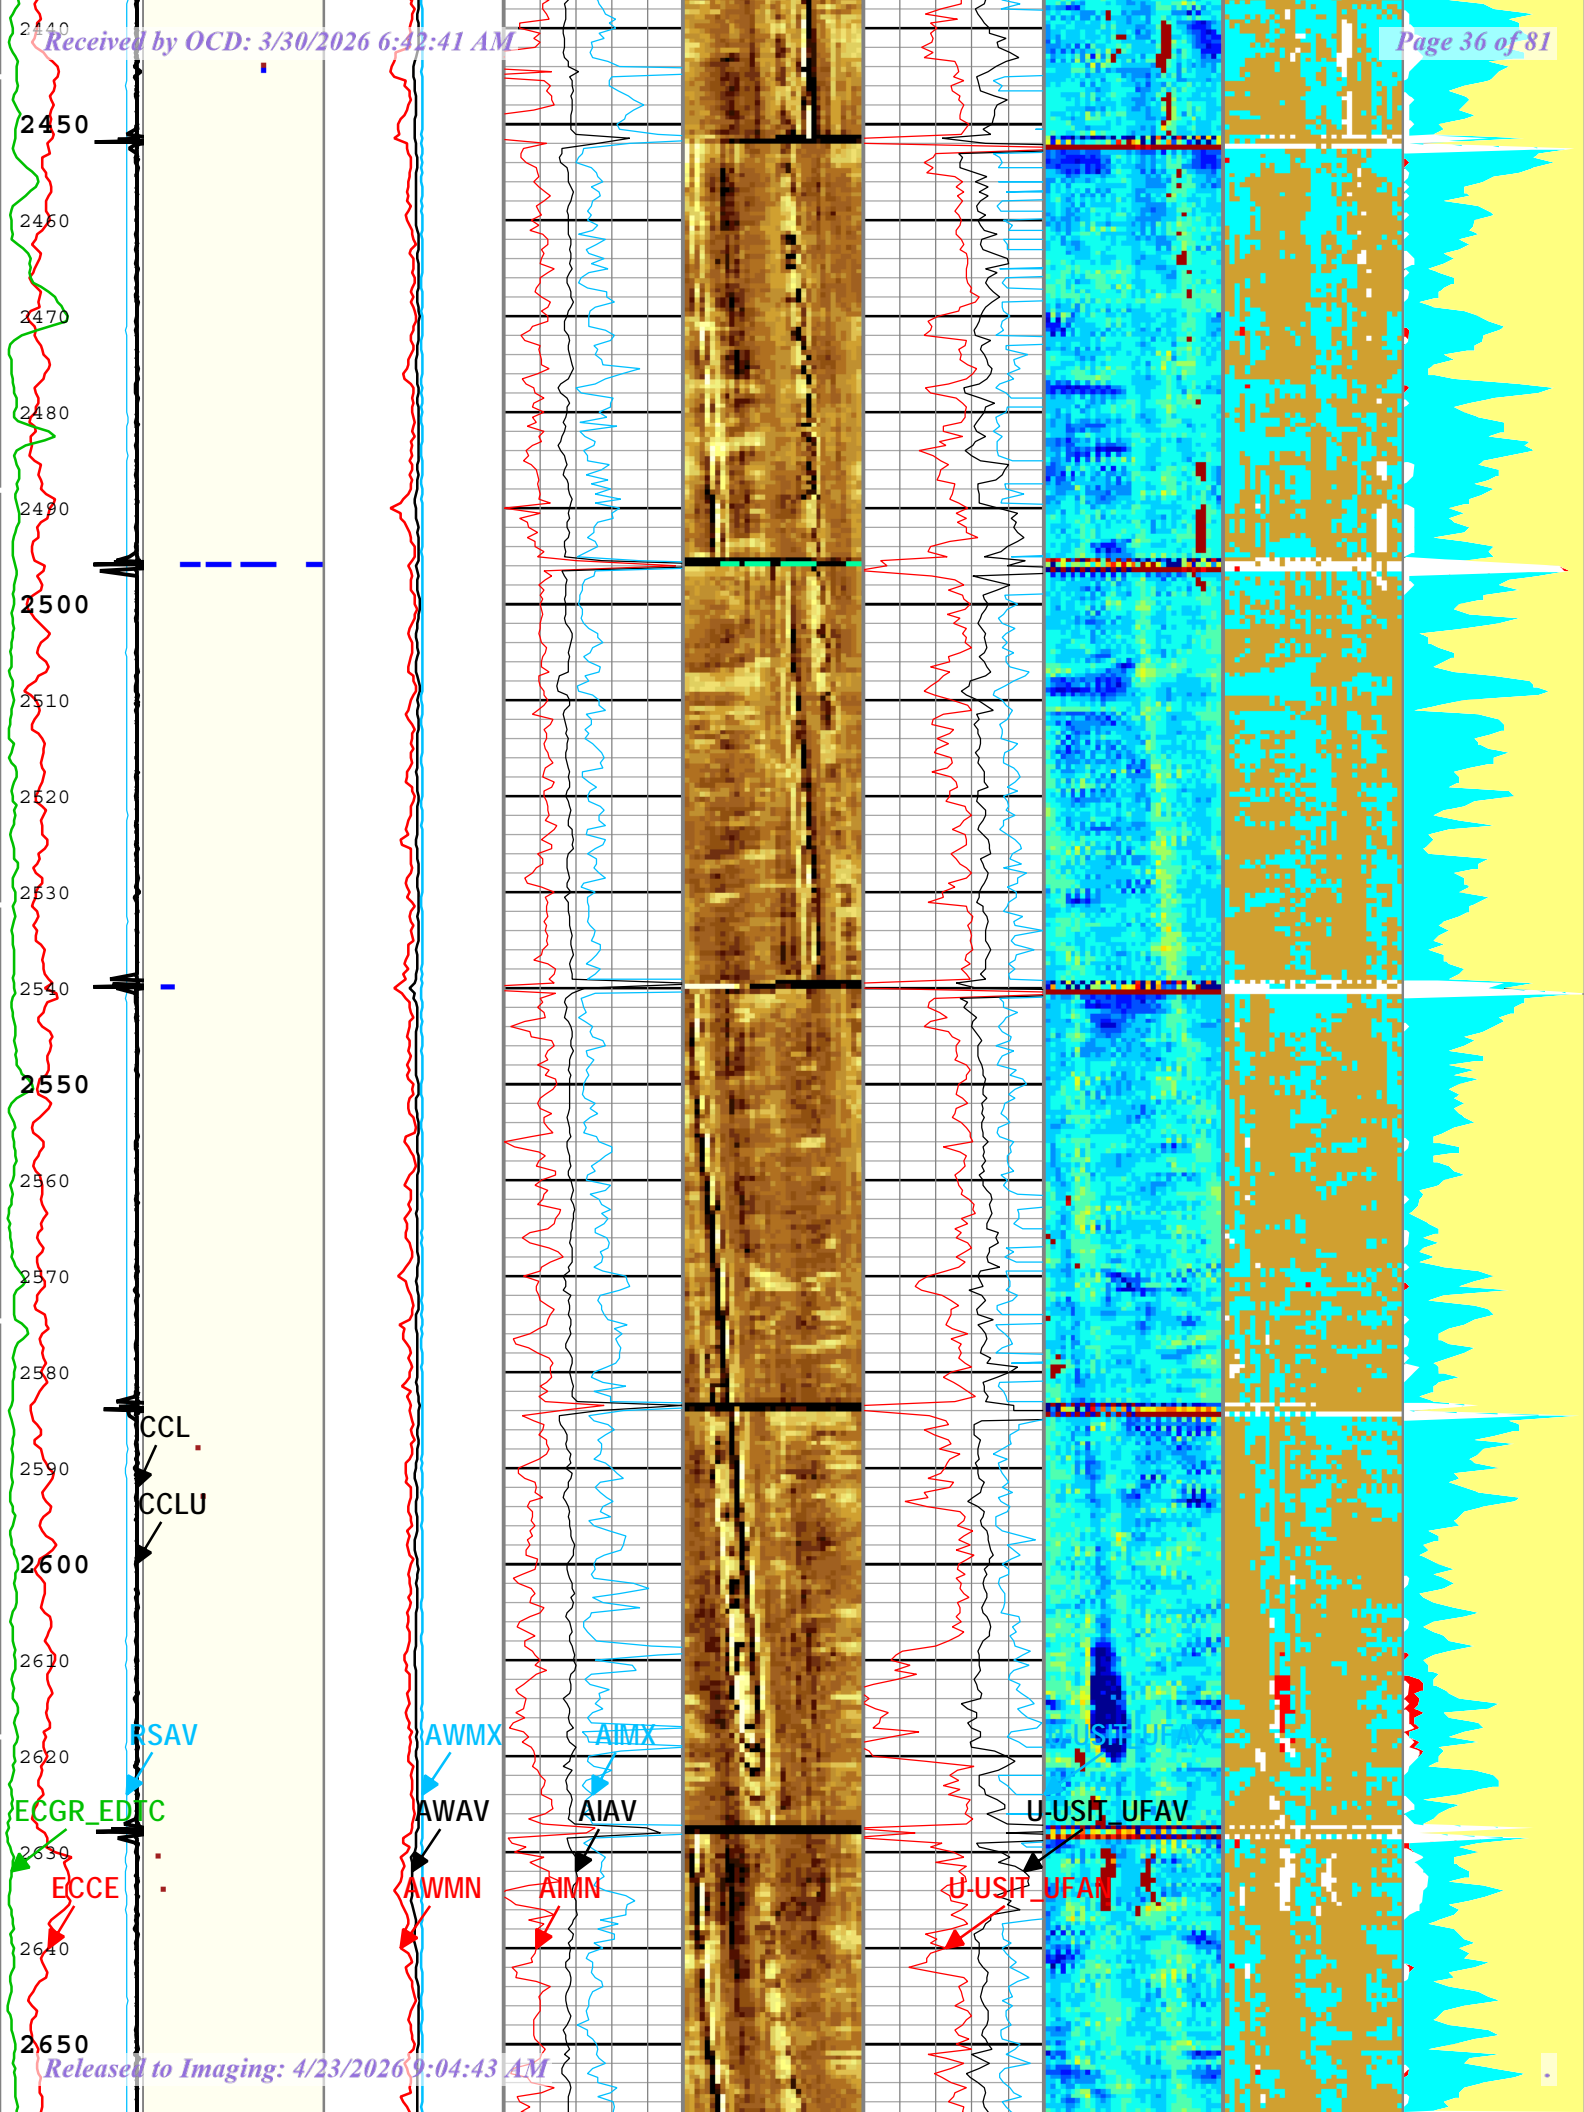 2440
Received by OCD: 3/30/2026 6:42:41 AM
Page 36 of 81
2450
2460
2470
2480
2490
2500
2510
2520
2530
2540
2550
2560
2570
2580
CCL
2590
CCLU
2600
2610
RSAV
AWMX
AIMX
U-USIT_UFAX
2620
ECGR_EDTC
AWAV
AIAV
U-USIT_UFAV
2630
ECCE
AWMN
AIMN
U-USIT_UFAN
2640
2650
Released to Imaging: 4/23/2026 9:04:43 AM
.